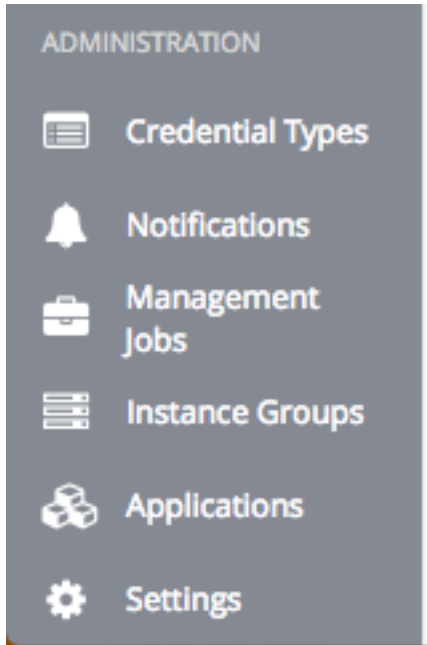 ADMINISTRATION
Credential Types
Notifications
Management
Jobs
Instance Groups
Applications
Settings